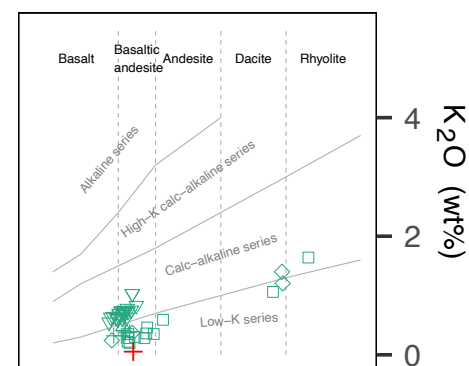 Basalt
Basaltic
andesite
Andesite
Dacite
Rhyolite
Alkaline series
High–K calc–alkaline series
Calc–alkaline series
Low–K series
4
2
0
K2O (wt%)